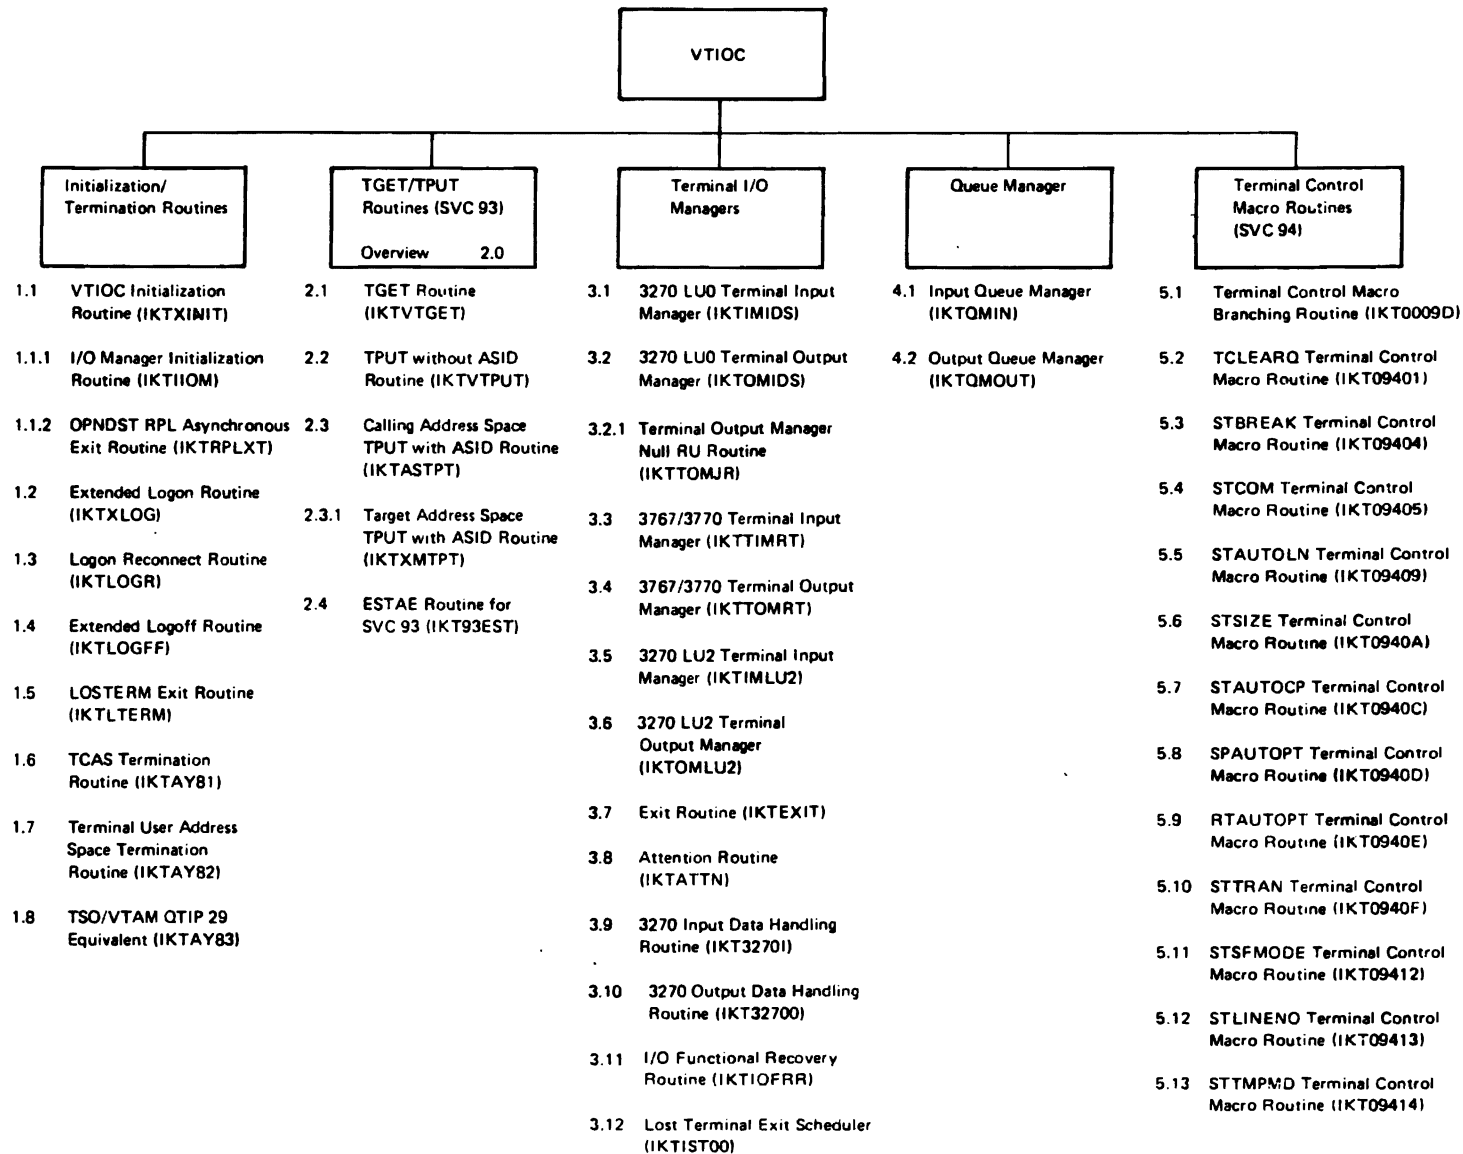 VTIOC
Initialization/
Termination Routines
1.1 VTIOC Initialization
Routine (IKTXINIT)
1.1.1 I/O Manager Initialization
Routine (IKTIIOM)
1.1.2 OPNDST RPL Asynchronous
Exit Routine (IKTRPLXT)
1.2 Extended Logon Routine
(IKTXLOG)
1.3 Logon Reconnect Routine
(IKTLOGR)
1.4 Extended Logoff Routine
(IKTLOGFF)
1.5 LOSTERM Exit Routine
(IKTLTERM)
1.6 TCAS Termination
Routine (IKTAY81)
1.7 Terminal User Address
Space Termination
Routine (IKTAY82)
1.8 TSO/VTAM QTIP 29
Equivalent (IKTAY83)
TGET/TPUT
Routines (SVC 93)
Overview 2.0
2.1 TGET Routine
(IKTVTGET)
2.2 TPUT without ASID
Routine (IKTVTPUT)
2.3 Calling Address Space
TPUT with ASID Routine
(IKTASTPT)
2.3.1 Target Address Space
TPUT with ASID Routine
(IKTXMTPT)
2.4 ESTAE Routine for
SVC 93 (IKT93EST)
Terminal I/O
Managers
3.1 3270 LU0 Terminal Input
Manager (IKTIMIDS)
3.2 3270 LU0 Terminal Output
Manager (IKTOMIDS)
3.2.1 Terminal Output Manager
Null RU Routine
(IKTTOMJR)
3.3 3767/3770 Terminal Input
Manager (IKTTIMRT)
3.4 3767/3770 Terminal Output
Manager (IKTTOMRT)
3.5 3270 LU2 Terminal Input
Manager (IKTIMLU2)
3.6 3270 LU2 Terminal
Output Manager
(IKTOMLU2)
3.7 Exit Routine (IKTEXIT)
3.8 Attention Routine
(IKTATTN)
3.9 3270 Input Data Handling
Routine (IKT3270I)
3.10 3270 Output Data Handling
Routine (IKT3270O)
3.11 I/O Functional Recovery
Routine (IKTIOFRR)
3.12 Lost Terminal Exit Scheduler
(IKTIST00)
Queue Manager
4.1 Input Queue Manager
(IKTQMIN)
4.2 Output Queue Manager
(IKTQMOUT)
Terminal Control
Macro Routines
(SVC 94)
5.1 Terminal Control Macro
Branching Routine (IKT0009D)
5.2 TCLEARQ Terminal Control
Macro Routine (IKT09401)
5.3 STBREAK Terminal Control
Macro Routine (IKT09404)
5.4 STCOM Terminal Control
Macro Routine (IKT09405)
5.5 STAUTOLN Terminal Control
Macro Routine (IKT09409)
5.6 STSIZE Terminal Control
Macro Routine (IKT0940A)
5.7 STAUTOCP Terminal Control
Macro Routine (IKT0940C)
5.8 SPAUTOPT Terminal Control
Macro Routine (IKT0940D)
5.9 RTAUTOPT Terminal Control
Macro Routine (IKT0940E)
5.10 STTRAN Terminal Control
Macro Routine (IKT0940F)
5.11 STSFMODE Terminal Control
Macro Routine (IKT09412)
5.12 STLINENO Terminal Control
Macro Routine (IKT09413)
5.13 STTMPMD Terminal Control
Macro Routine (IKT09414)